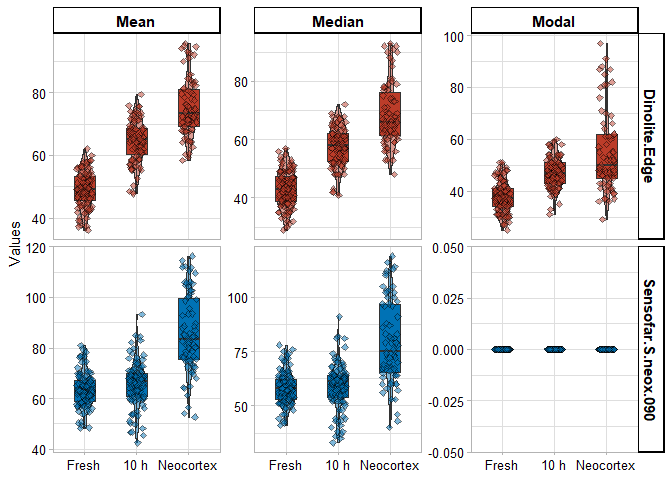 Mean Median Modal
100
80 80 80
60 60 60
40 40 40
Dinolite.Edge
Values
120 0.050
100 100 0.025
80 75 0.000
60 50 -0.025
40 -0.050
Sensofar.S.neox.090
Fresh 10 h Neocortex Fresh 10 h Neocortex Fresh 10 h Neocortex